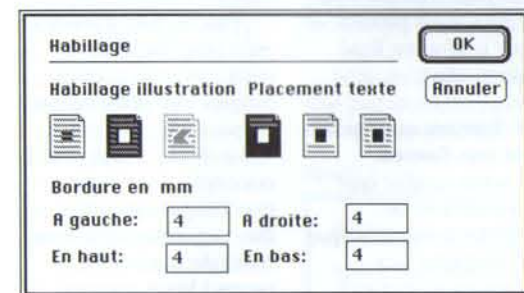 Habillage
OK
Habillage illustration Placement texte
Annuler
Bordure en mm
A gauche: 4 A droite: 4
En haut: 4 En bas: 4